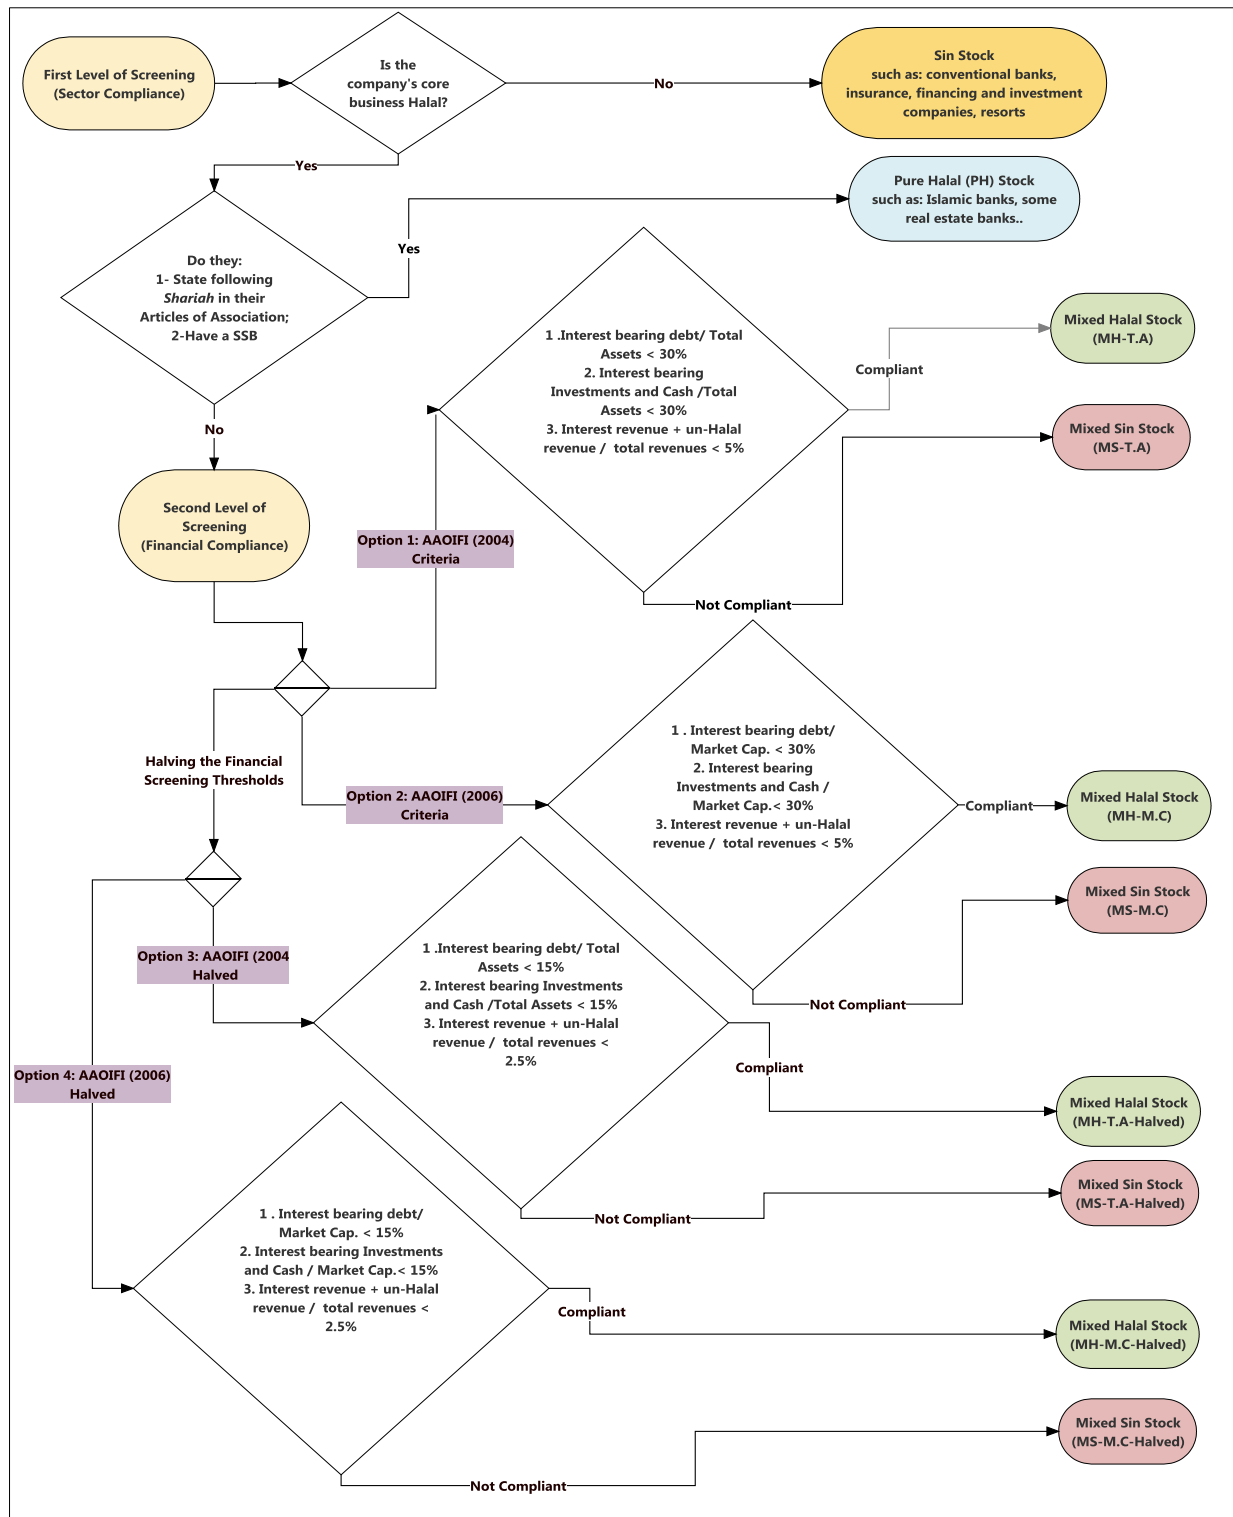 First Level of Screening
(Sector Compliance)
Is the
company's core
business Halal?
No
Sin Stock
such as: conventional banks,
insurance, financing and investment
companies, resorts
Yes
Pure Halal (PH) Stock
such as: Islamic banks, some
real estate banks..
Yes
Do they:
1- State following
Shariah in their
Articles of Association;
2-Have a SSB
No
Second Level of
Screening
(Financial Compliance)
Option 1: AAOIFI (2004)
Criteria
1 .Interest bearing debt/ Total
Assets < 30%
2. Interest bearing
Investments and Cash /Total
Assets < 30%
3. Interest revenue + un-Halal
revenue /  total revenues < 5%
Compliant
Mixed Halal Stock
(MH-T.A)
Mixed Sin Stock
(MS-T.A)
Not Compliant
Halving the Financial
Screening Thresholds
Option 2: AAOIFI (2006)
Criteria
1 . Interest bearing debt/
Market Cap. < 30%
2. Interest bearing
Investments and Cash /
Market Cap.< 30%
3. Interest revenue + un-Halal
revenue /  total revenues < 5%
Compliant
Mixed Halal Stock
(MH-M.C)
Mixed Sin Stock
(MS-M.C)
Not Compliant
Option 3: AAOIFI (2004
Halved
1 .Interest bearing debt/ Total
Assets < 15%
2. Interest bearing Investments
and Cash /Total Assets < 15%
3. Interest revenue + un-Halal
revenue /  total revenues <
2.5%
Compliant
Mixed Halal Stock
(MH-T.A-Halved)
Mixed Sin Stock
(MS-T.A-Halved)
Not Compliant
Option 4: AAOIFI (2006)
Halved
1 . Interest bearing debt/
Market Cap. < 15%
2. Interest bearing Investments
and Cash / Market Cap.< 15%
3. Interest revenue + un-Halal
revenue /  total revenues <
2.5%
Compliant
Mixed Halal Stock
(MH-M.C-Halved)
Mixed Sin Stock
(MS-M.C-Halved)
Not Compliant